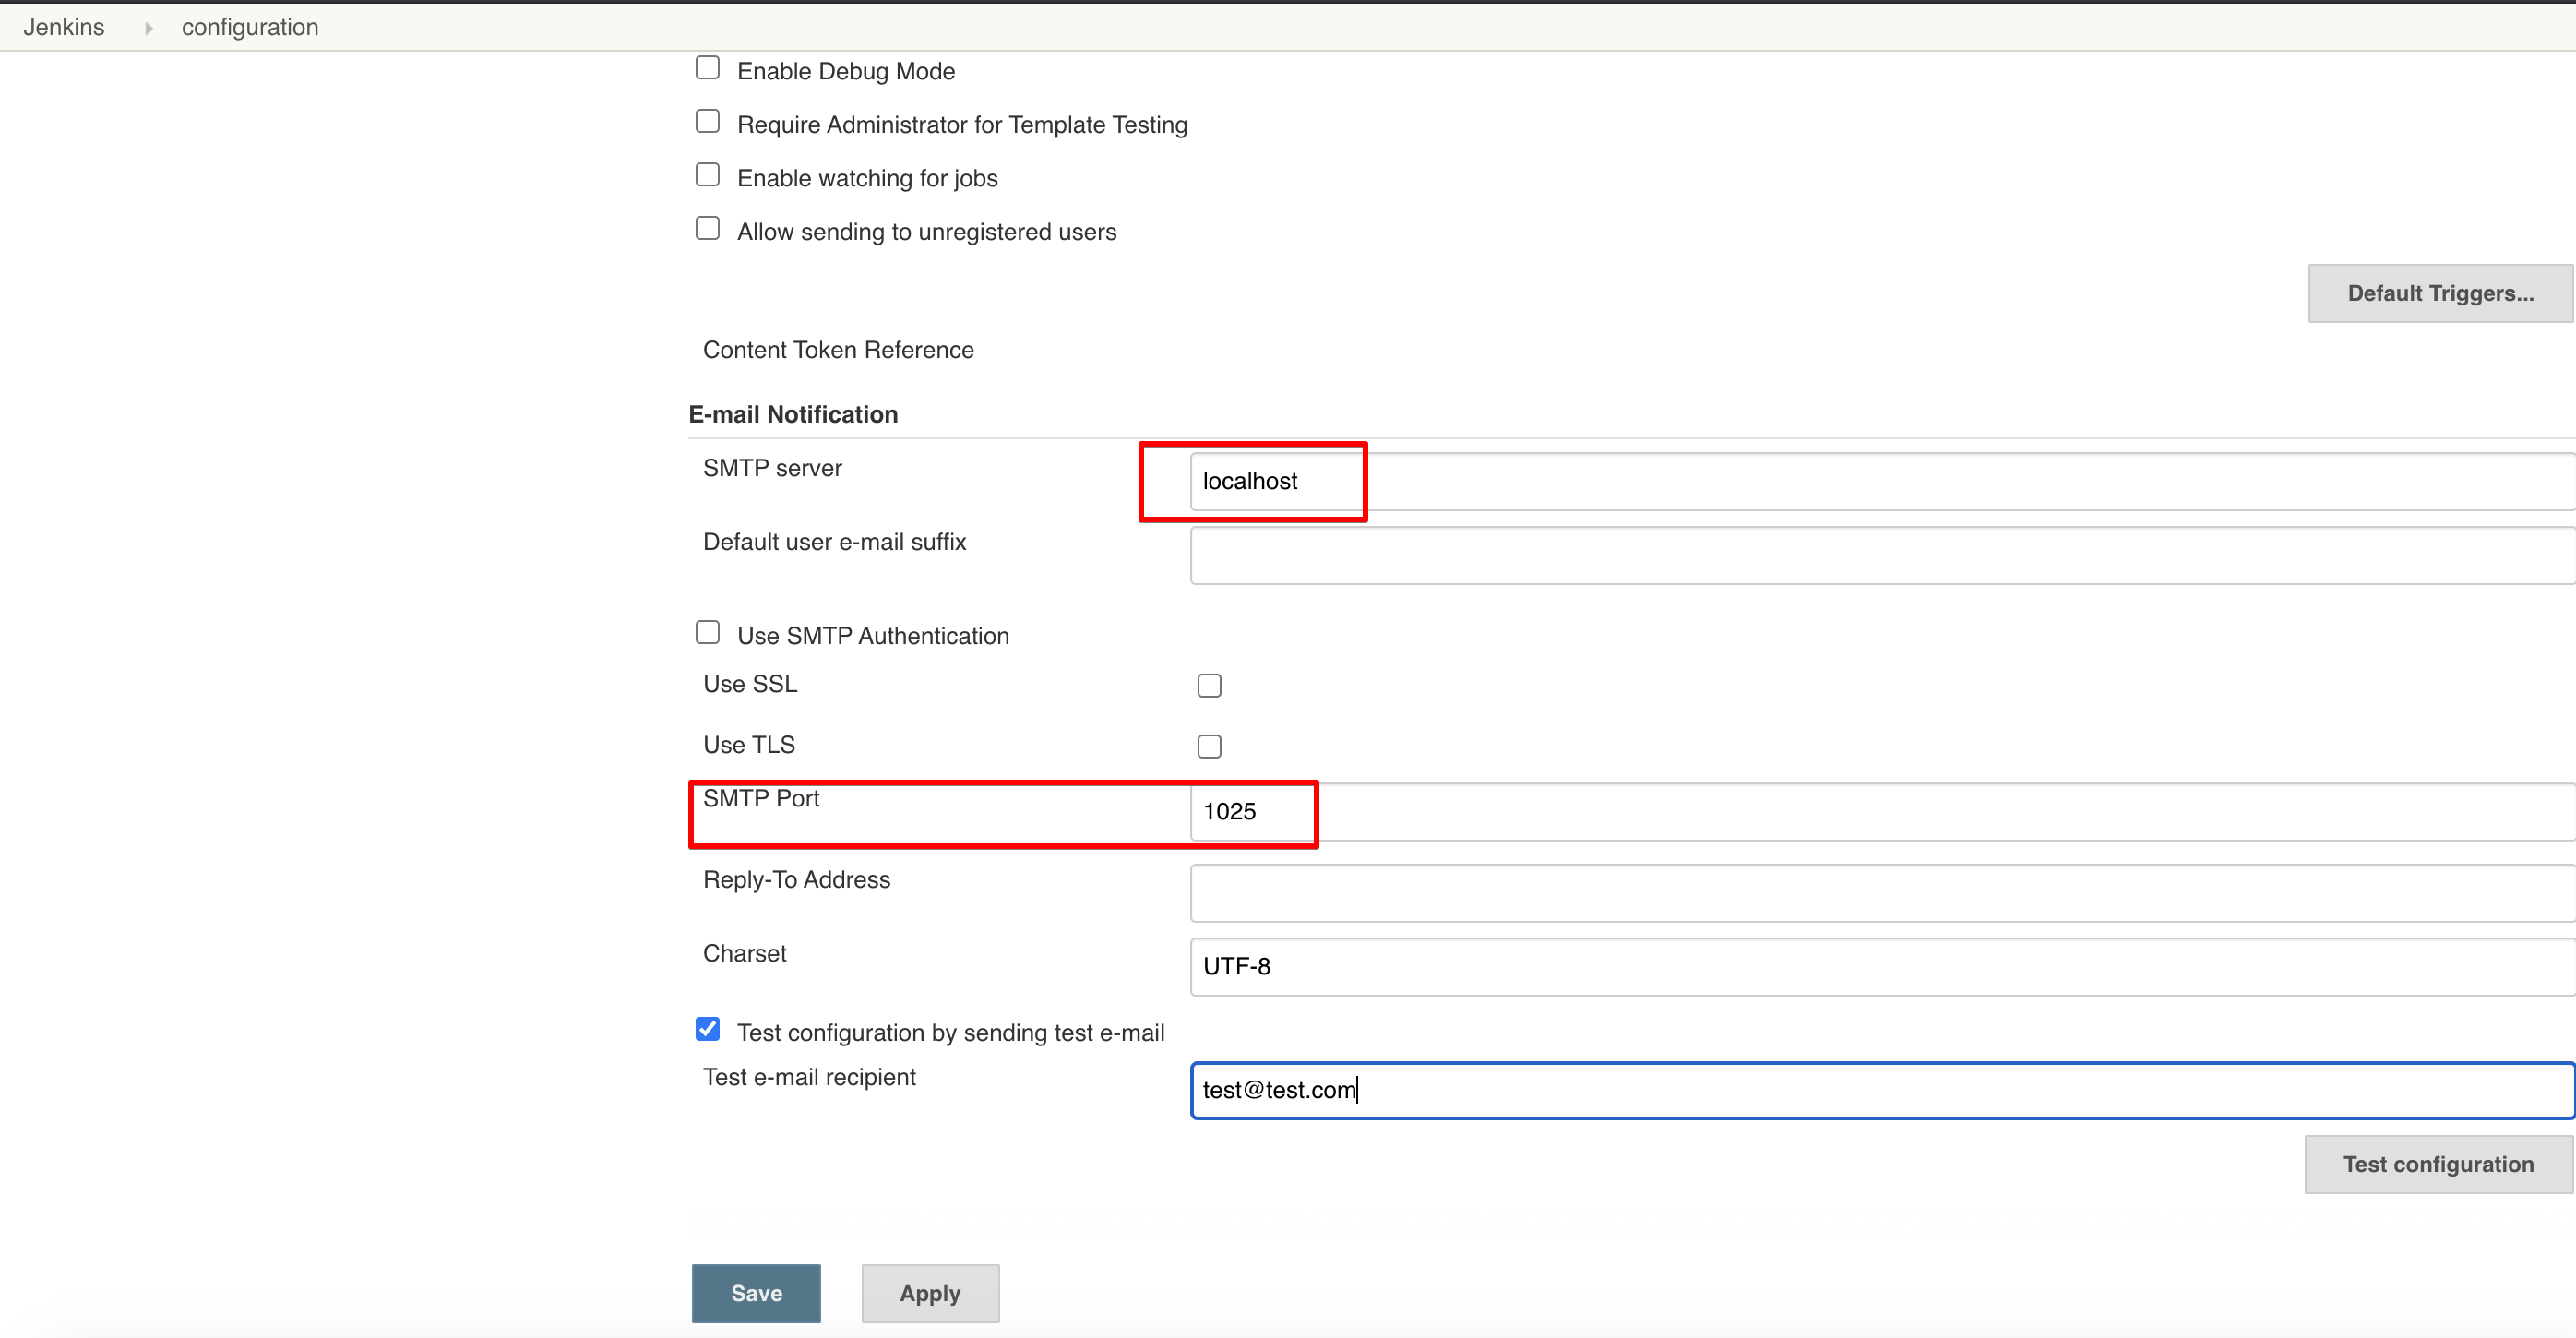 Jenkins configuration
Enable Debug Mode
Require Administrator for Template Testing
Enable watching for jobs
Allow sending to unregistered users
Default Triggers...
Content Token Reference
E-mail Notification
SMTP server
localhost
Default user e-mail suffix
Use SMTP Authentication
Use SSL
Use TLS
SMTP Port
1025
Reply-To Address
Charset
UTF-8
Test configuration by sending test e-mail
Test e-mail recipient
test@test.com
Test configuration
Save
Apply